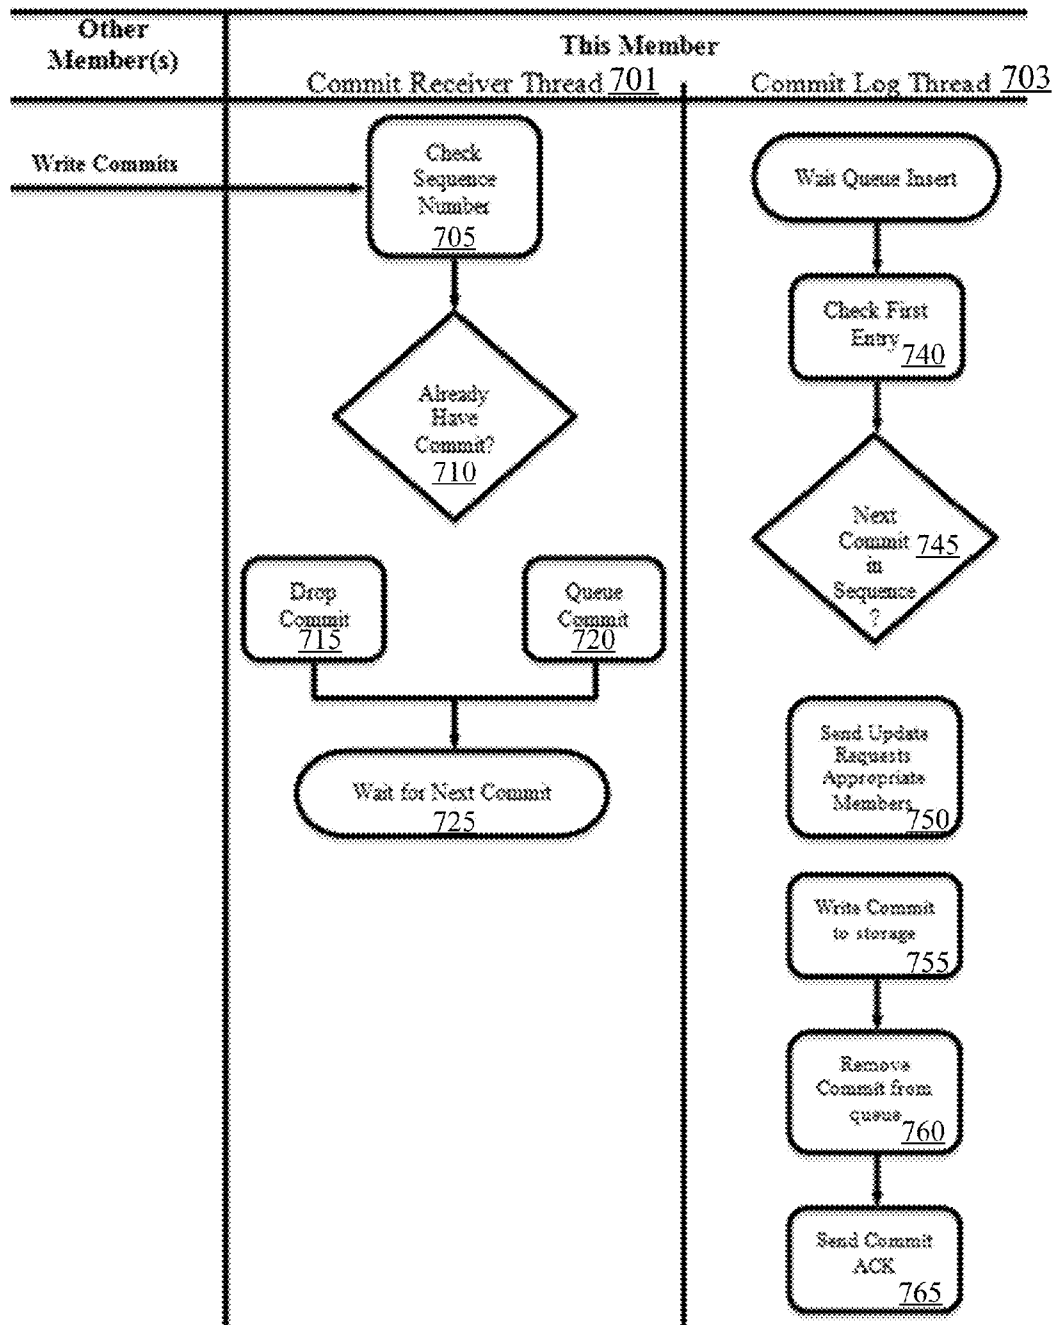 Other
Member(s)
This Member
Commit Receiver Thread 701
Commit Log Thread 703
Write Commits
Check
Sequence
Number
705
Already
Have
Commit?
710
Drop
Commit
715
Queue
Commit
720
Wait for Next Commit
725
Wait Queue Insert
Check First
Entry
740
Next
Commit 745
in
Sequence
?
Send Update
Requests
Appropriate
Members
750
Write Commit
to storage
755
Remove
Commit from
queue
760
Send Commit
ACK
765